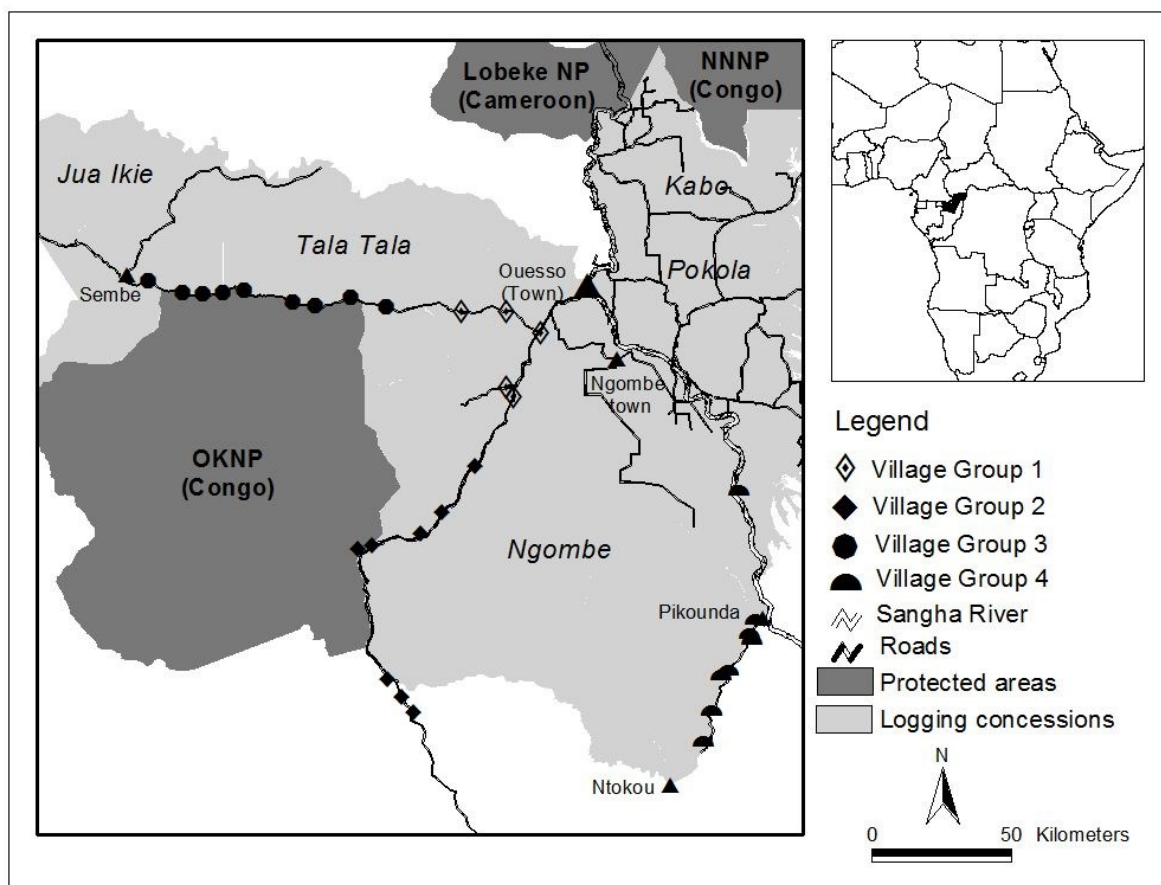 Lobeke NP
(Cameroon)
NNNP
(Congo)
Jua Ikie
Kabo
Tala Tala
Ouesso
(Town)
Pokola
Sembe
Ngombe
town
OKNP
(Congo)
Ngombe
Pikounda
Ntokou
Legend
Village Group 1
Village Group 2
Village Group 3
Village Group 4
Sangha River
Roads
Protected areas
Logging concessions
N
0 50 Kilometers